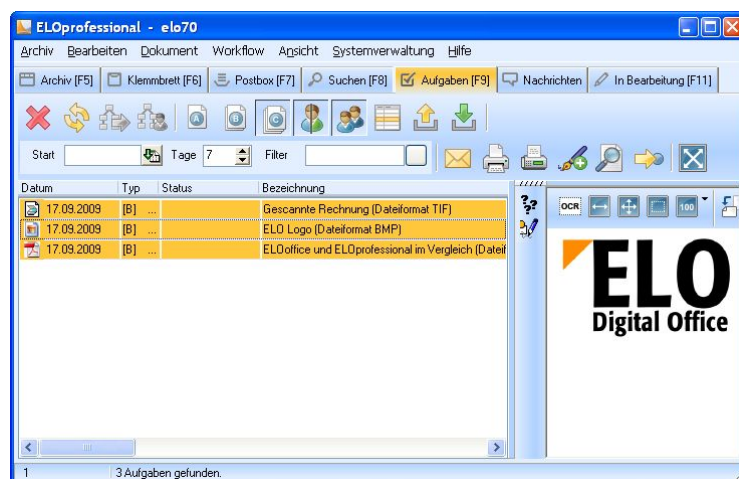 ELOprofessional - elo70
Archiv Bearbeiten Dokument Workflow Ansicht Systemverwaltung Hilfe
Archiv [F5] Klemmbrett [F6] Postbox [F7] Suchen [F8] Aufgaben [F9] Nachrichten In Bearbeitung [F11]
A B C
Start Tage 7 Filter
Datum Typ Status Bezeichnung
17.09.2009 [B] ... Gescannte Rechnung (Dateiformat TIF)
17.09.2009 [B] ... ELO Logo (Dateiformat BMP)
17.09.2009 [B] ... ELOoffice und ELOprofessional im Vergleich (Dateif
???
OCR 100
ELO
Digital Office
1 3 Aufgaben gefunden.